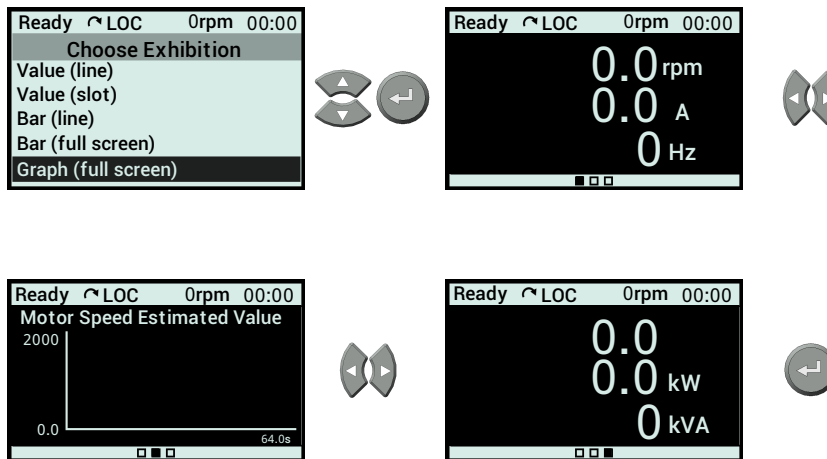 Ready LOC 0rpm 00:00
Choose Exhibition
Value (line)
Value (slot)
Bar (line)
Bar (full screen)
Graph (full screen)
Ready LOC 0rpm 00:00
0.0 rpm
0.0 A
0 Hz
Ready LOC 0rpm 00:00
Motor Speed Estimated Value
2000
0.0
64.0s
Ready LOC 0rpm 00:00
0.0
0.0 kW
0 kVA